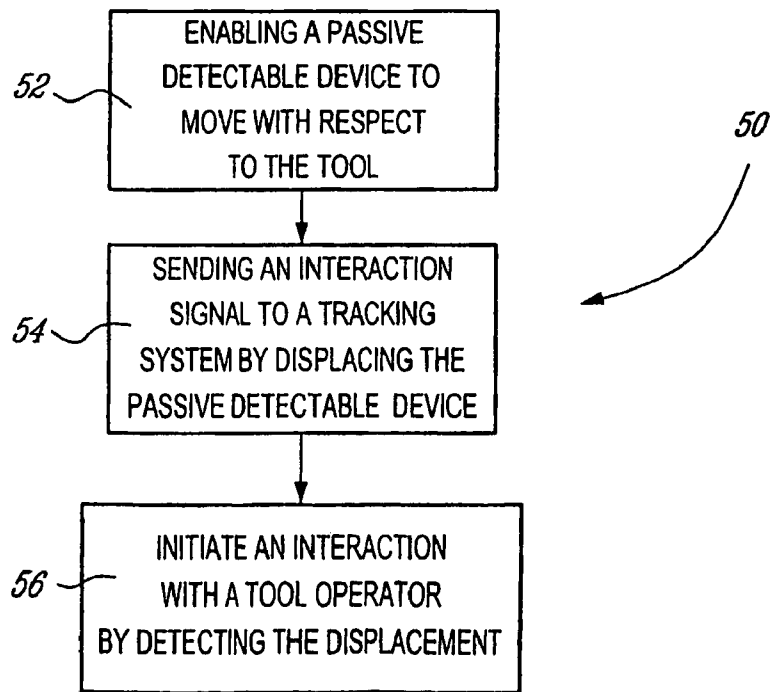 52
ENABLING A PASSIVE
DETECTABLE DEVICE TO
MOVE WITH RESPECT
TO THE TOOL
50
54
SENDING AN INTERACTION
SIGNAL TO A TRACKING
SYSTEM BY DISPLACING THE
PASSIVE DETECTABLE DEVICE
56
INITIATE AN INTERACTION
WITH A TOOL OPERATOR
BY DETECTING THE DISPLACEMENT